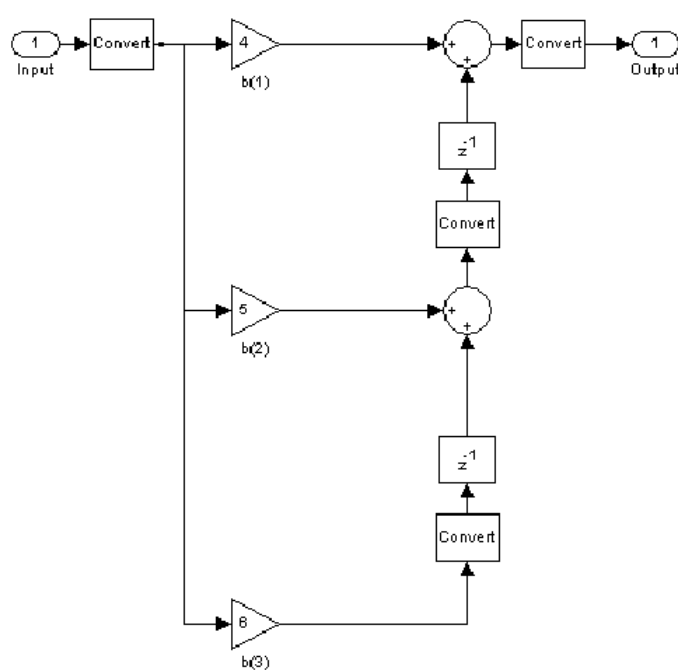 1
Input
Convert
4
b(1)
+
+
Convert
1
Output
z-1
Convert
5
b(2)
+
+
z-1
Convert
6
b(3)